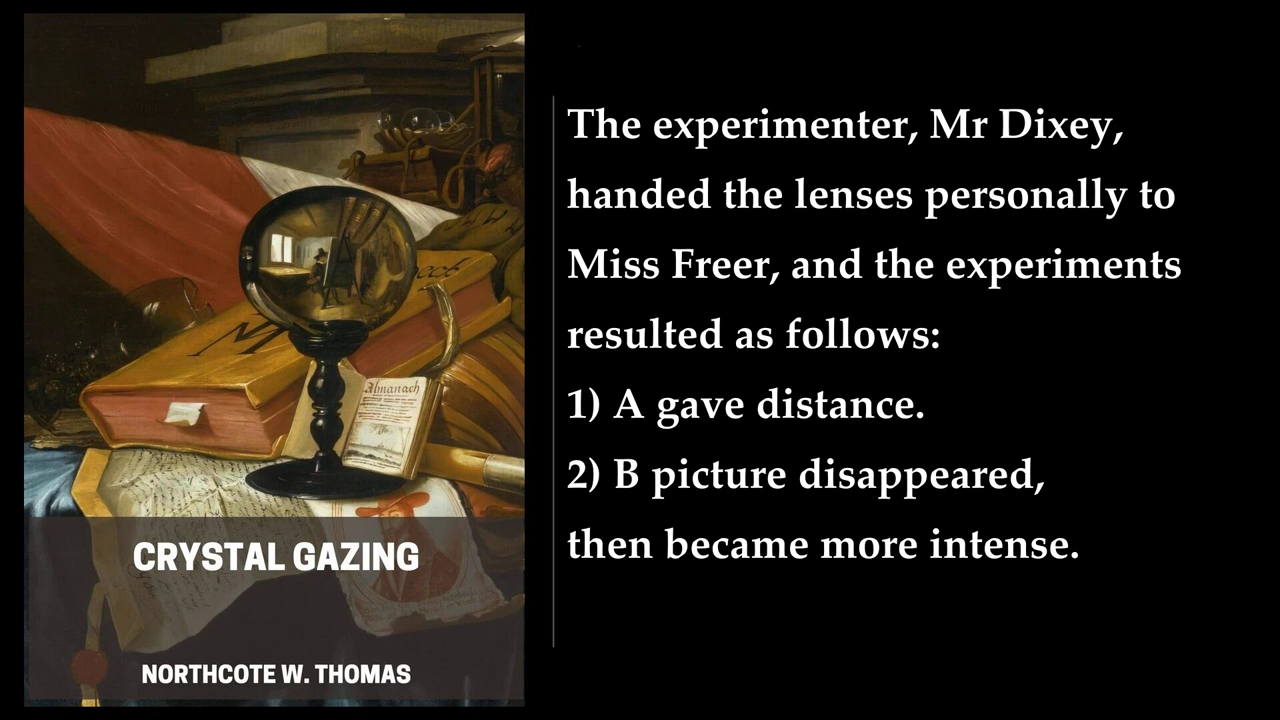 M
Almanach
CRYSTAL GAZING
NORTHCOTE W. THOMAS
The experimenter, Mr Dixey,
handed the lenses personally to
Miss Freer, and the experiments
resulted as follows:
1) A gave distance.
2) B picture disappeared,
then became more intense.